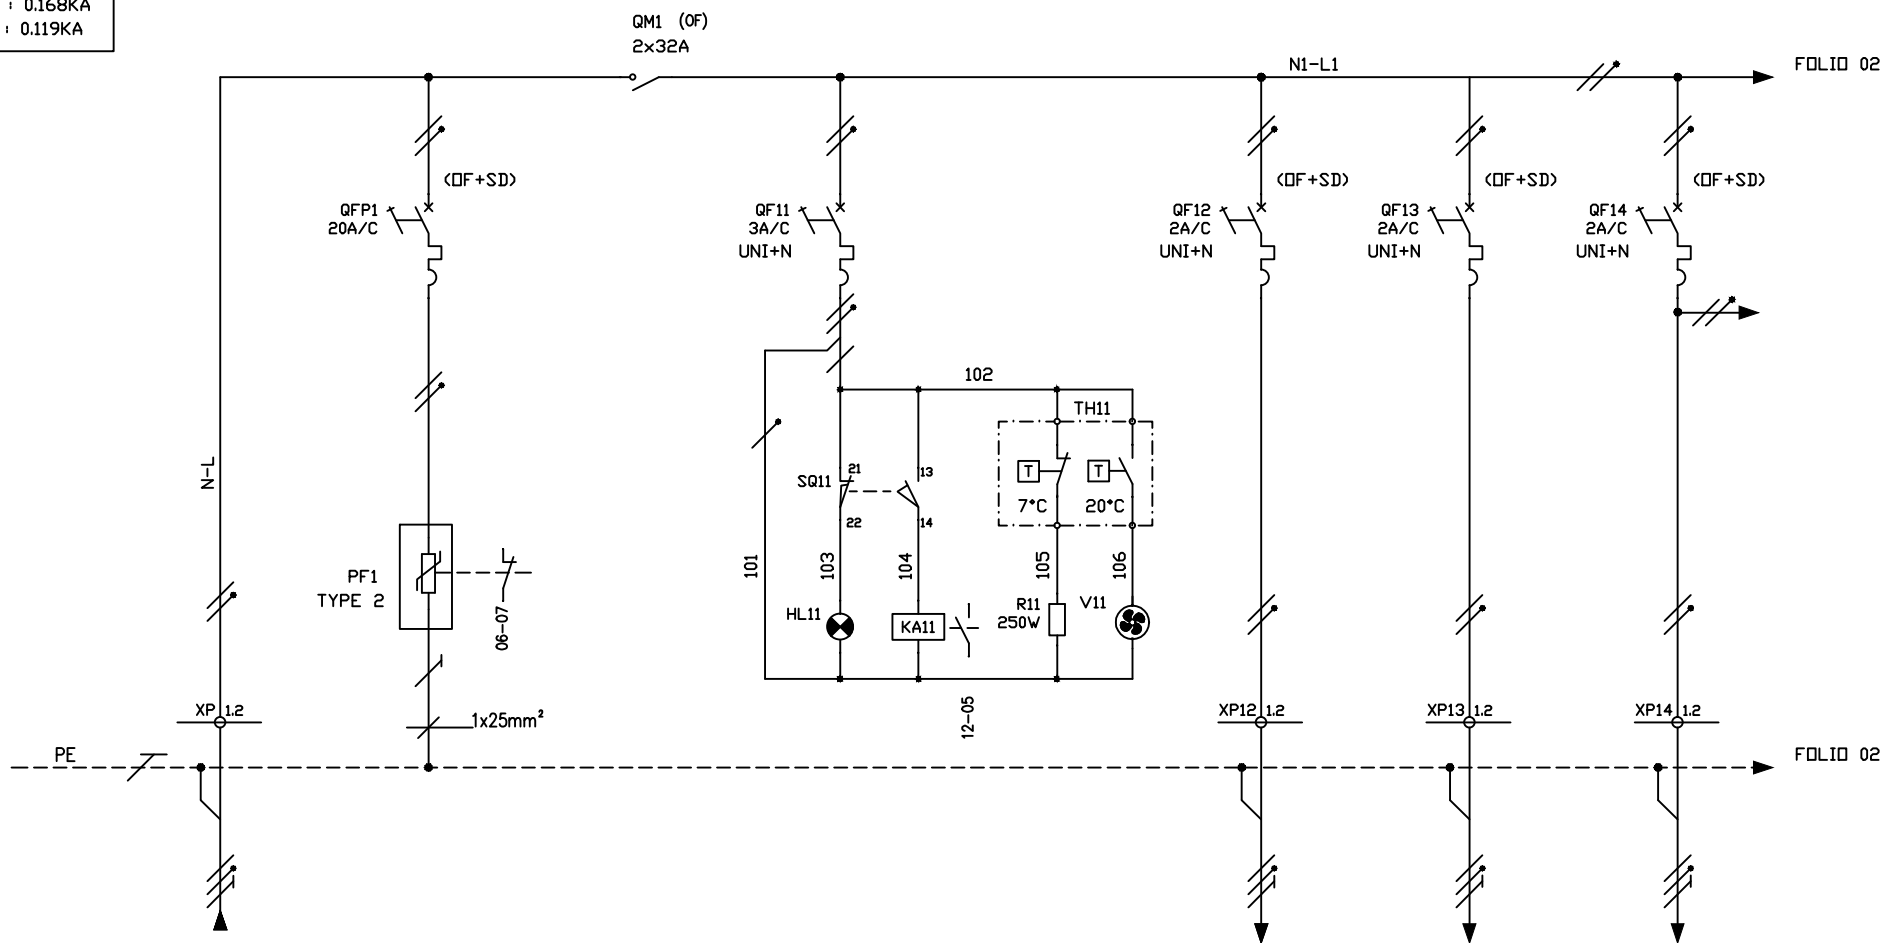 : 0.168KA
: 0.119KA
QM1 (OF)
2x32A
N1-L1
FOLIO 02
(OF+SD)
(OF+SD)
(OF+SD)
(OF+SD)
QFP1
20A/C
QF11
3A/C
UNI+N
QF12
2A/C
UNI+N
QF13
2A/C
UNI+N
QF14
2A/C
UNI+N
102
TH11
N-L
SQ11
21
22
13
14
T
7°C
T
20°C
101
103
104
105
106
PF1
TYPE 2
06-07
HL11
KA11
R11
250W
V11
12-05
XP 1.2
1x25mm²
XP12 1.2
XP13 1.2
XP14 1.2
PE
FOLIO 02